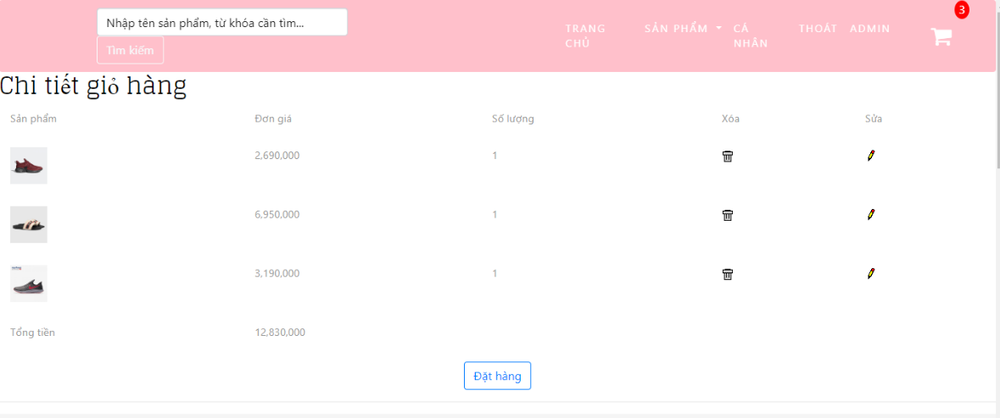 Nhập tên sản phẩm, từ khóa cần tìm...
Tìm kiếm
TRANG CHỦ
SẢN PHẨM
CÁ NHÂN
THOÁT
ADMIN
3
Chi tiết giỏ hàng
Sản phẩm Đơn giá Số lượng Xóa Sửa
2,690,000 1
6,950,000 1
3,190,000 1
Tổng tiền 12,830,000
Đặt hàng